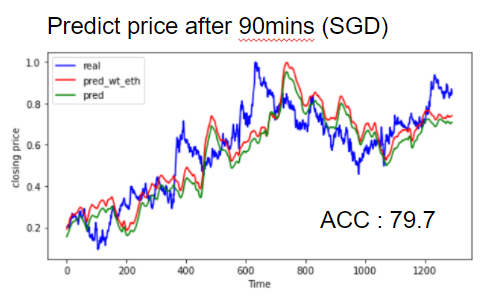 Predict price after 90mins (SGD)
real
pred_wt_eth
pred
1.0
0.8
0.6
0.4
0.2
closing price
ACC : 79.7
0 200 400 600 800 1000 1200
Time